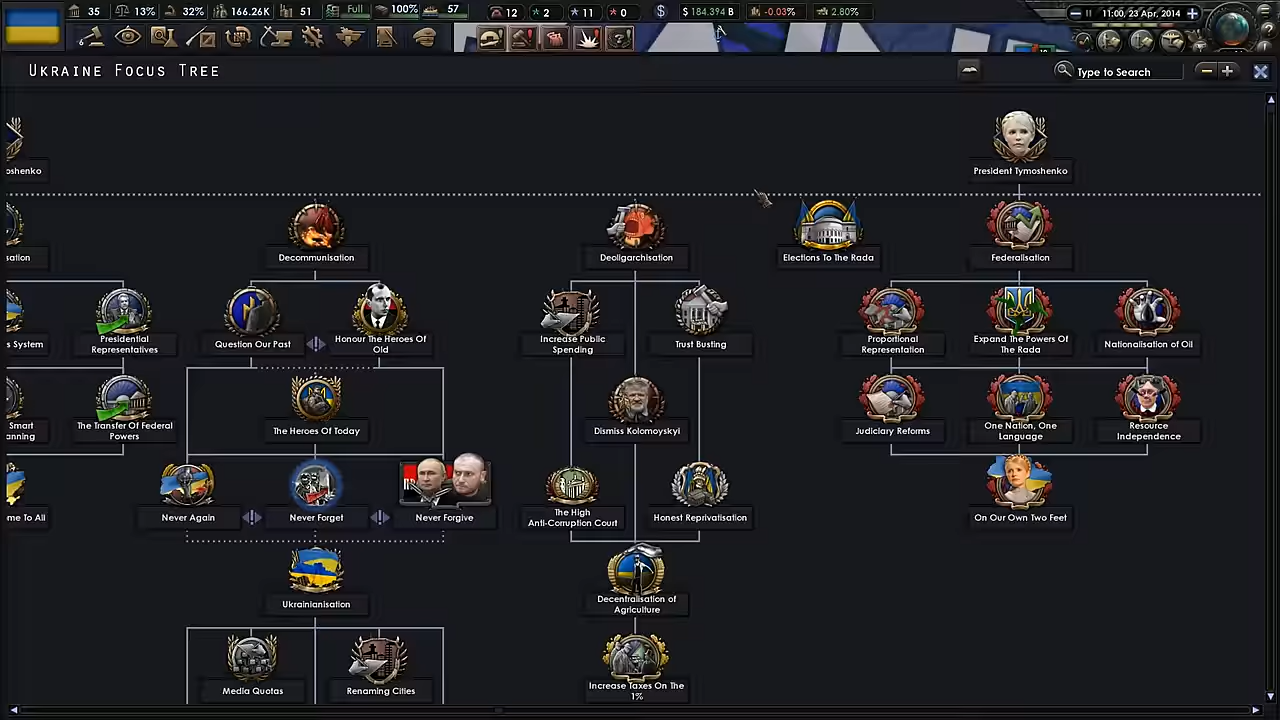 35
13%
32%
166.26K
51
Full
100%
57
12
2
11
0
$ 184.394 B
-0.03%
2.80%
11:00, 23 Apr, 2014
UKRAINE FOCUS TREE
Type to Search
oshenko
President Tymoshenko
sation
Decommunisation
Deoligarchisation
Elections To The Rada
Federalisation
s System
Presidential
Representatives
Question Our Past
Honour The Heroes Of
Old
Increase Public
Spending
Trust Busting
Proportional
Representation
Expand The Powers Of
The Rada
Nationalisation of Oil
Smart
anning
The Transfer Of Federal
Powers
The Heroes Of Today
Dismiss Kolomoyskyi
Judiciary Reforms
One Nation, One
Language
Resource
Independence
ome To All
Never Again
Never Forget
Never Forgive
The High
Anti-Corruption Court
Honest Reprivatisation
On Our Own Two Feet
Ukrainianisation
Decentralisation of
Agriculture
Media Quotas
Renaming Cities
Increase Taxes On The
1%